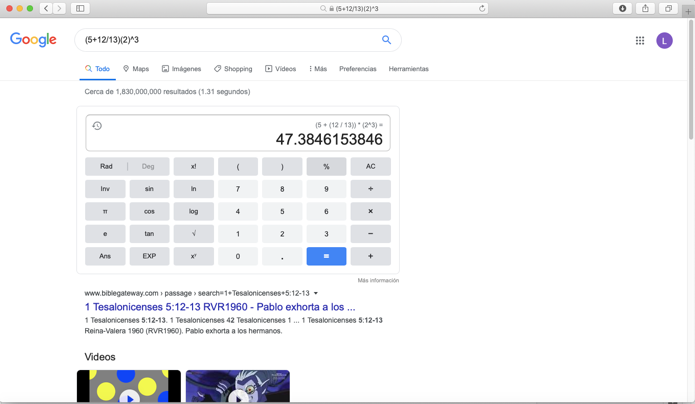 (5+12/13)(2)^3
Google
(5+12/13)(2)^3
L
Todo Maps Imágenes Shopping Vídeos Más Preferencias Herramientas
Cerca de 1,830,000,000 resultados (1.31 segundos)
(5 + (12 / 13)) * (2^3) =
47.3846153846
Rad Deg x! ( ) % AC
Inv sin ln 7 8 9 ÷
π cos log 4 5 6 ×
e tan √ 1 2 3 −
Ans EXP xʸ 0 . = +
Más información
www.biblegateway.com › passage › search=1+Tesalonicenses+5:12-13
1 Tesalonicenses 5:12-13 RVR1960 - Pablo exhorta a los ...
1 Tesalonicenses 5:12-13. 1 Tesalonicenses 42 Tesalonicenses 1 ... 1 Tesalonicenses 5:12-13
Reina-Valera 1960 (RVR1960). Pablo exhorta a los hermanos.
Videos